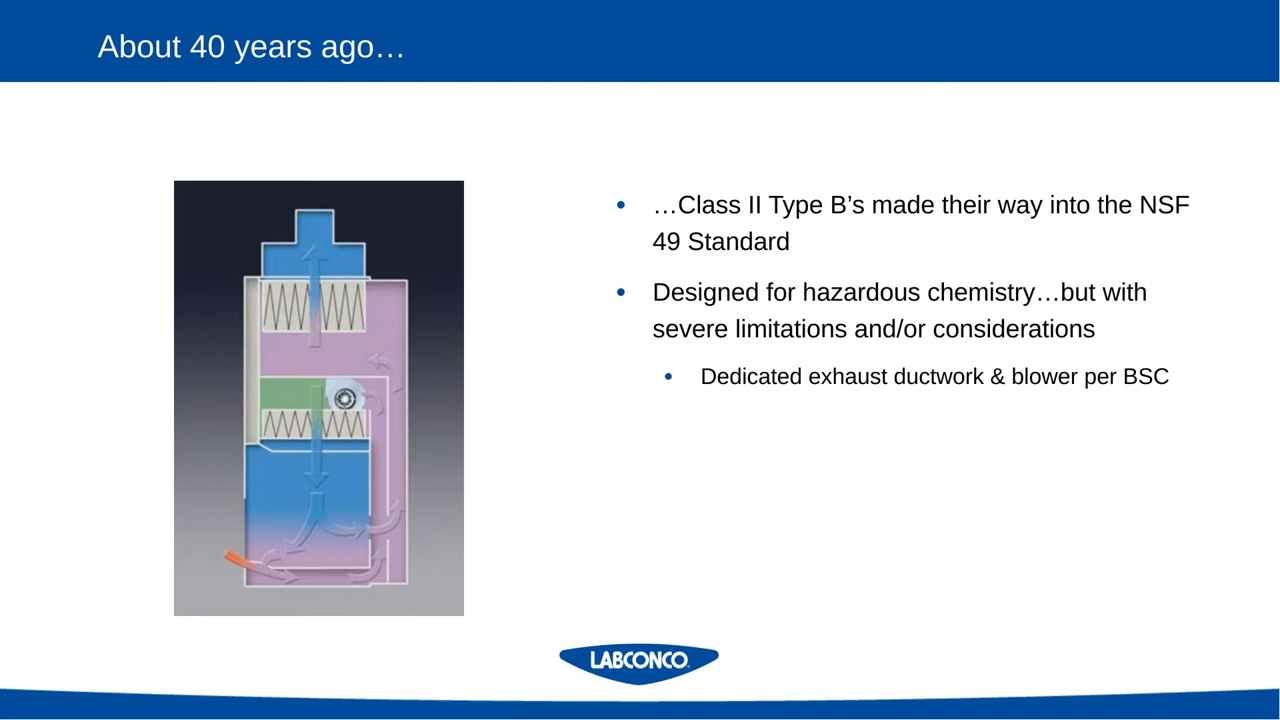 About 40 years ago…
• …Class II Type B’s made their way into the NSF
49 Standard
• Designed for hazardous chemistry…but with
severe limitations and/or considerations
• Dedicated exhaust ductwork & blower per BSC
LABCONCO